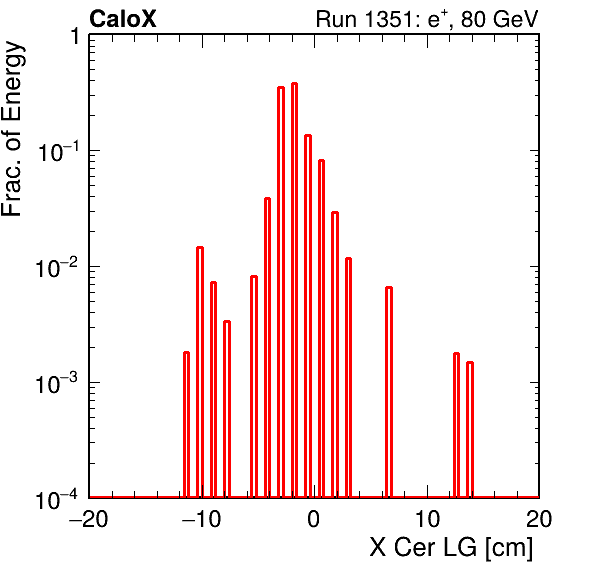 CaloX Run 1351: e⁺, 80 GeV
Frac. of Energy
1
10⁻¹
10⁻²
10⁻³
10⁻⁴
−20 −10 0 10 20
X Cer LG [cm]